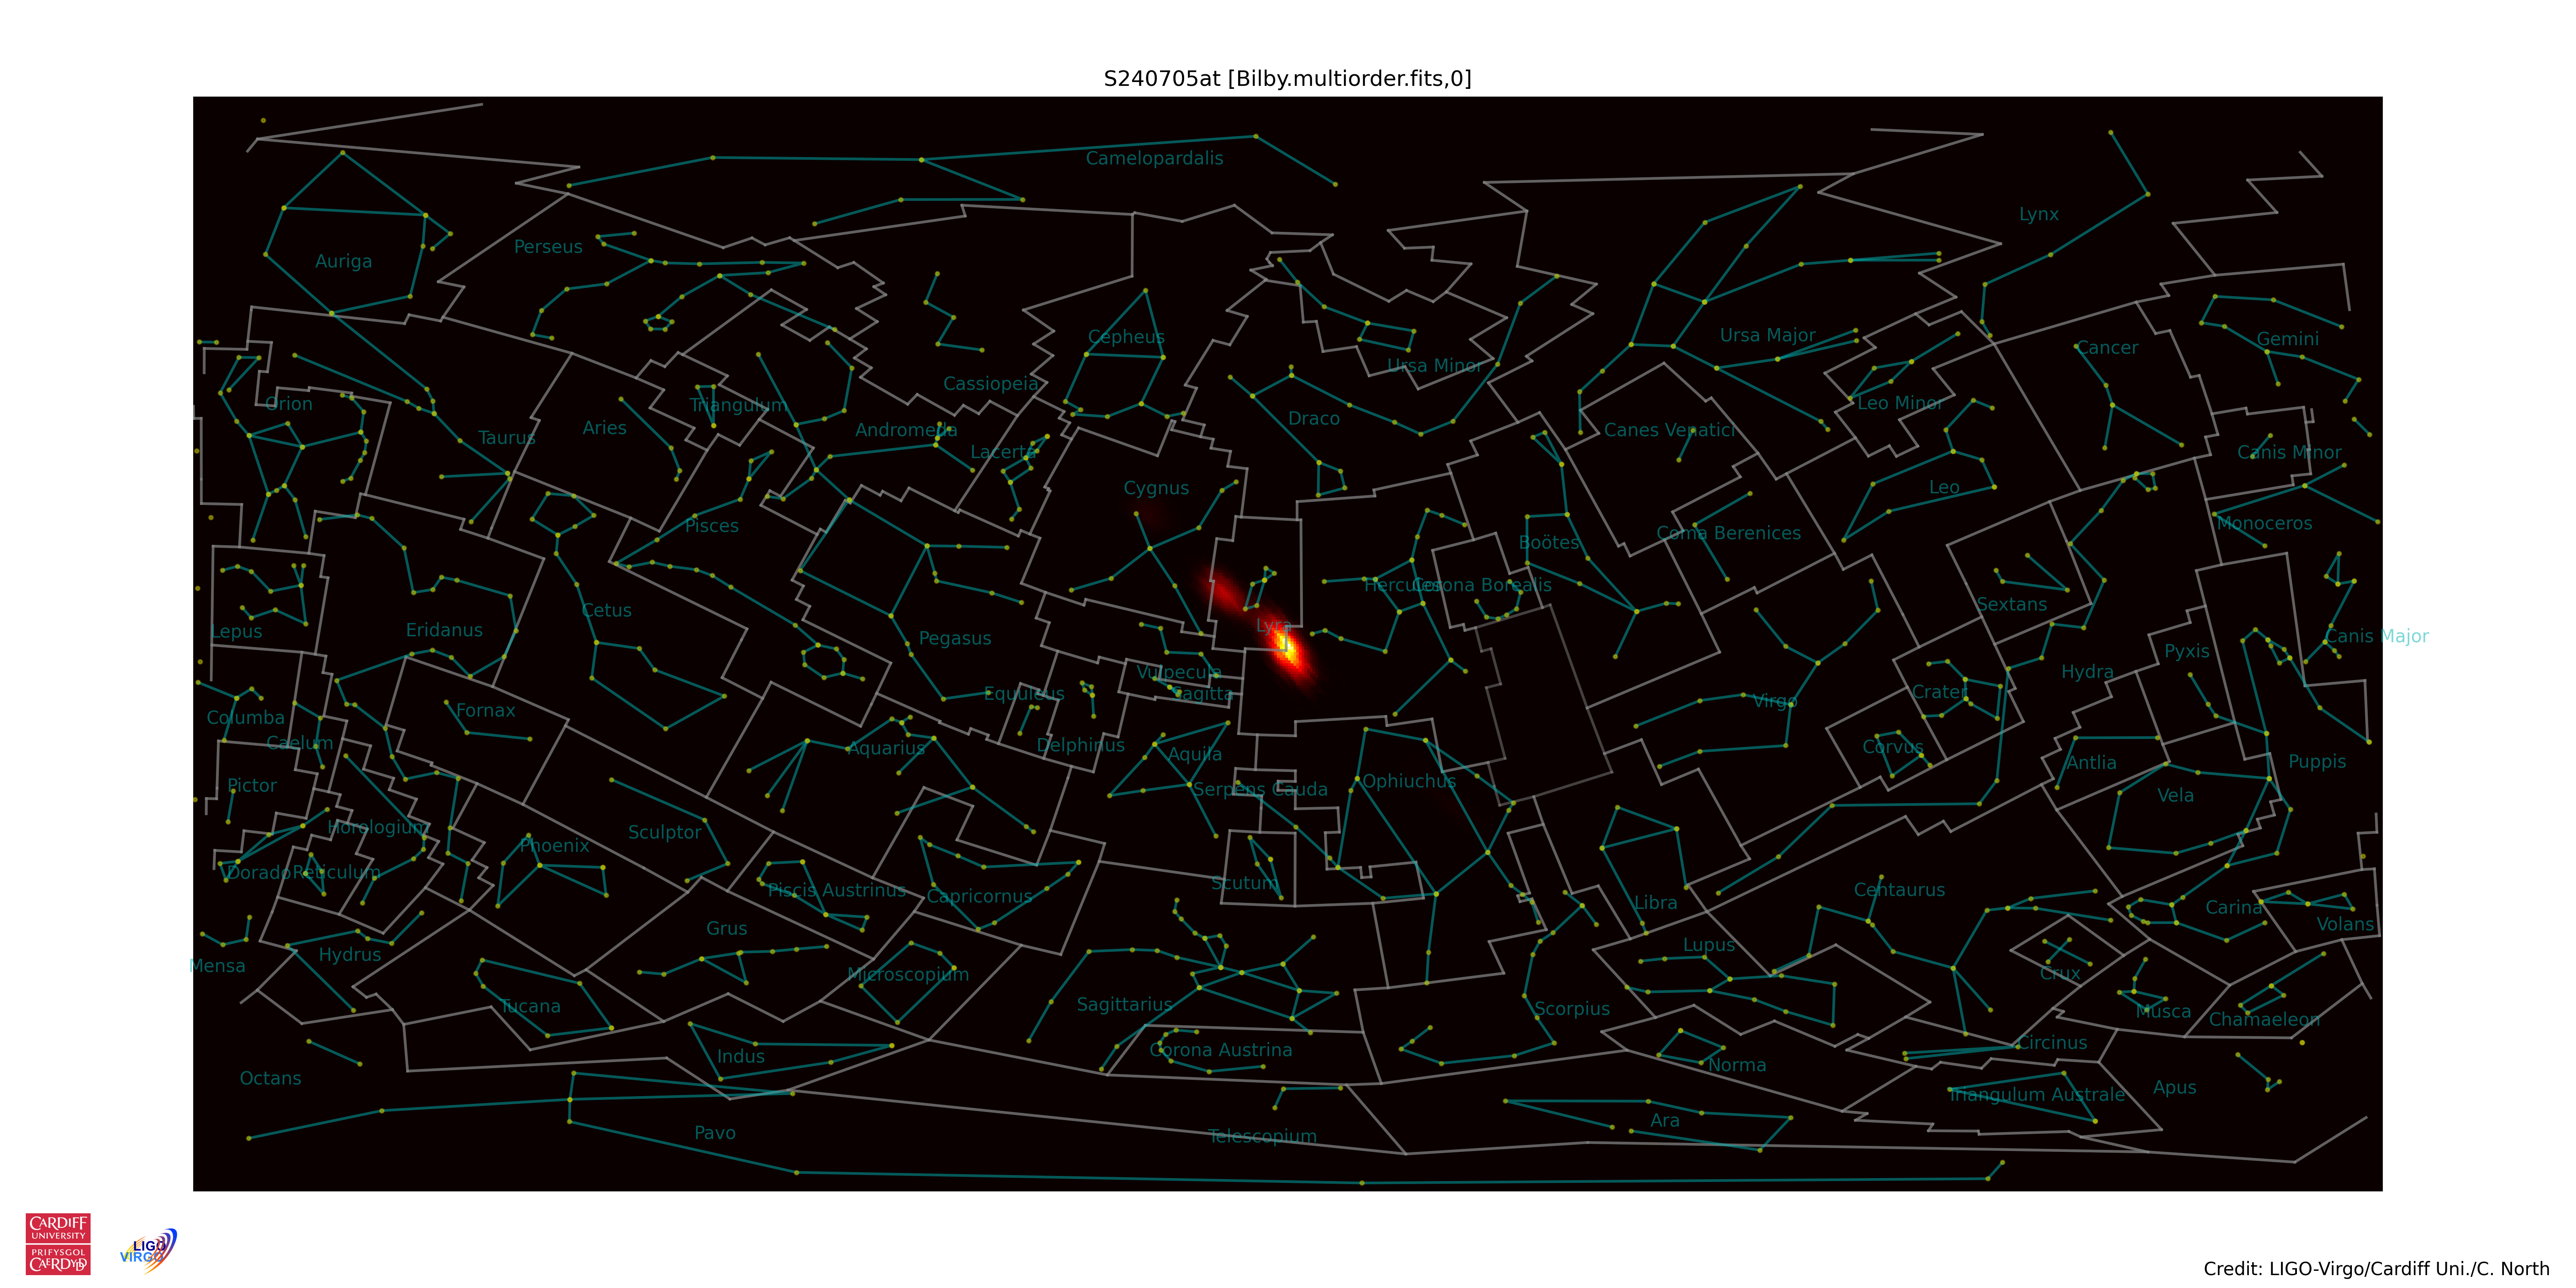 S240705at [Bilby.multiorder.fits,0]
Camelopardalis
Lynx
Perseus
Auriga
Cepheus
Ursa Major
Gemini
Cancer
Ursa Minor
Cassiopeia
Orion
Triangulum
Leo Minor
Draco
Aries
Andromeda
Canes Venatici
Taurus
Lacerta
Canis Minor
Cygnus
Leo
Pisces
Monoceros
Coma Berenices
Boötes
Hercules
Corona Borealis
Cetus
Sextans
Lyra
Lepus
Eridanus
Pegasus
Canis Major
Pyxis
Vulpecula
Hydra
Equuleus
Sagitta
Crater
Virgo
Fornax
Columba
Caelum
Delphinus
Aquarius
Corvus
Aquila
Antlia
Puppis
Pictor
Ophiuchus
Serpens Cauda
Vela
Horologium
Sculptor
Phoenix
Dorado
Reticulum
Scutum
Piscis Austrinus
Centaurus
Capricornus
Libra
Carina
Volans
Grus
Lupus
Hydrus
Mensa
Microscopium
Crux
Tucana
Sagittarius
Scorpius
Musca
Chamaeleon
Circinus
Corona Austrina
Indus
Norma
Octans
Apus
Triangulum Australe
Ara
Pavo
Telescopium
CARDIFF
UNIVERSITY
PRIFYSGOL
CAERDYDD
LIGO
VIRGO
Credit: LIGO-Virgo/Cardiff Uni./C. North